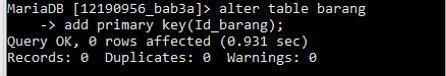 MariaDB [12190956_bab3a]> alter table barang
    -> add primary key(Id_barang);
Query OK, 0 rows affected (0.931 sec)
Records: 0  Duplicates: 0  Warnings: 0